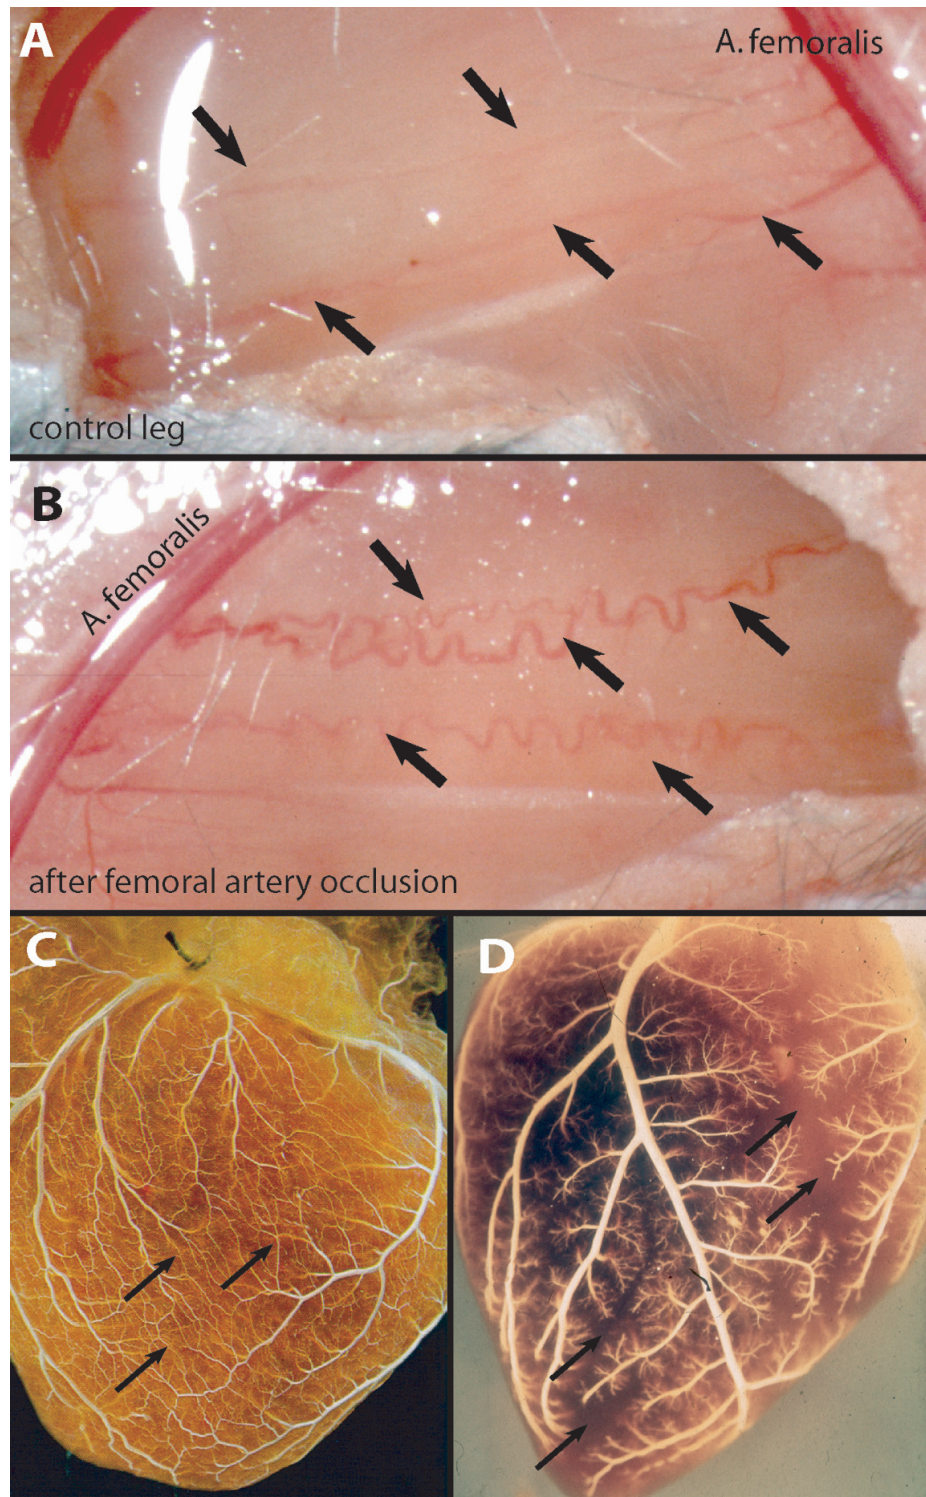 A
A. femoralis
control leg
B
A. femoralis
after femoral artery occlusion
C
D